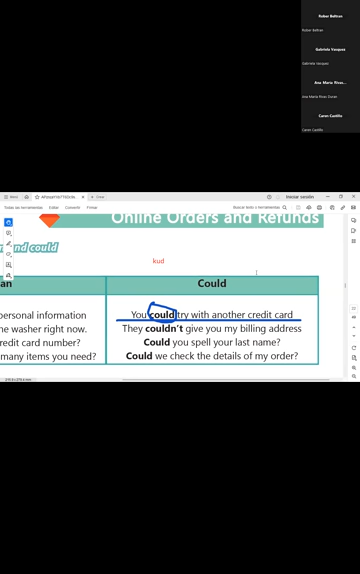 Rober Beltran
Rober Beltran
Gabriela Vasquez
Gabriela Vasquez
Ana Maria Rivas...
Ana Maria Rivas Duran
Caren Castillo
Caren Castillo
Menú
+ Crear
Iniciar sesión
Todas las herramientas Editar Convertir Firmar
Buscar texto o herramientas
Online Orders and Refunds
and could
kud
an
Could
personal information
You could try with another credit card
he washer right now.
They couldn't give you my billing address
redit card number?
Could you spell your last name?
many items you need?
Could we check the details of my order?